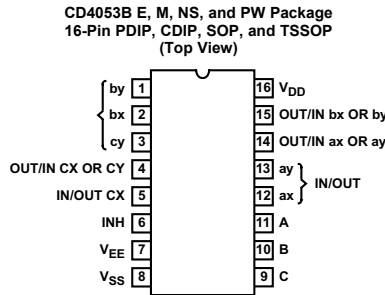 CD4053B E, M, NS, and PW Package
16-Pin PDIP, CDIP, SOP, and TSSOP
(Top View)
by 1
bx 2
cy 3
OUT/IN CX OR CY 4
IN/OUT CX 5
INH 6
VEE 7
VSS 8
16 VDD
15 OUT/IN bx OR by
14 OUT/IN ax OR ay
13 ay
12 ax
IN/OUT
11 A
10 B
9 C